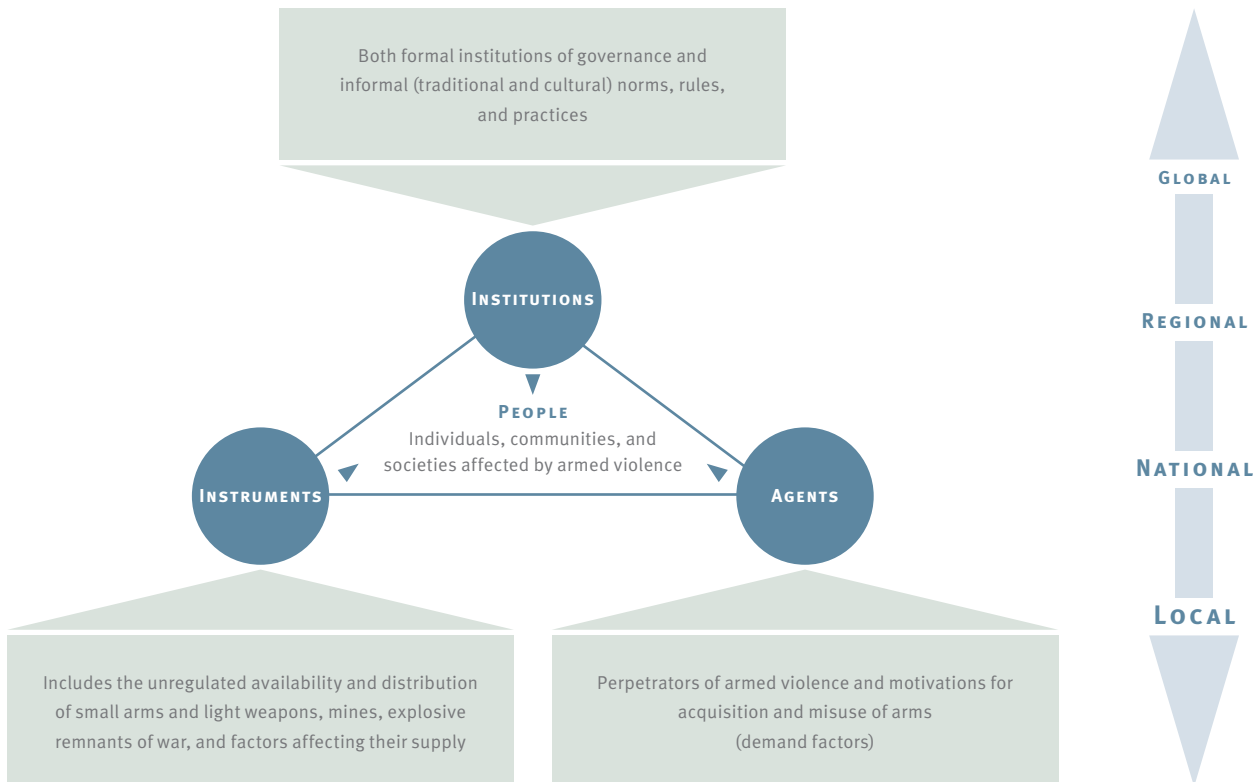 Both formal institutions of governance and
informal (traditional and cultural) norms, rules,
and practices
Institutions
People
Individuals, communities, and
societies affected by armed violence
Instruments
Agents
Includes the unregulated availability and distribution
of small arms and light weapons, mines, explosive
remnants of war, and factors affecting their supply
Perpetrators of armed violence and motivations for
acquisition and misuse of arms
(demand factors)
Global
Regional
National
Local